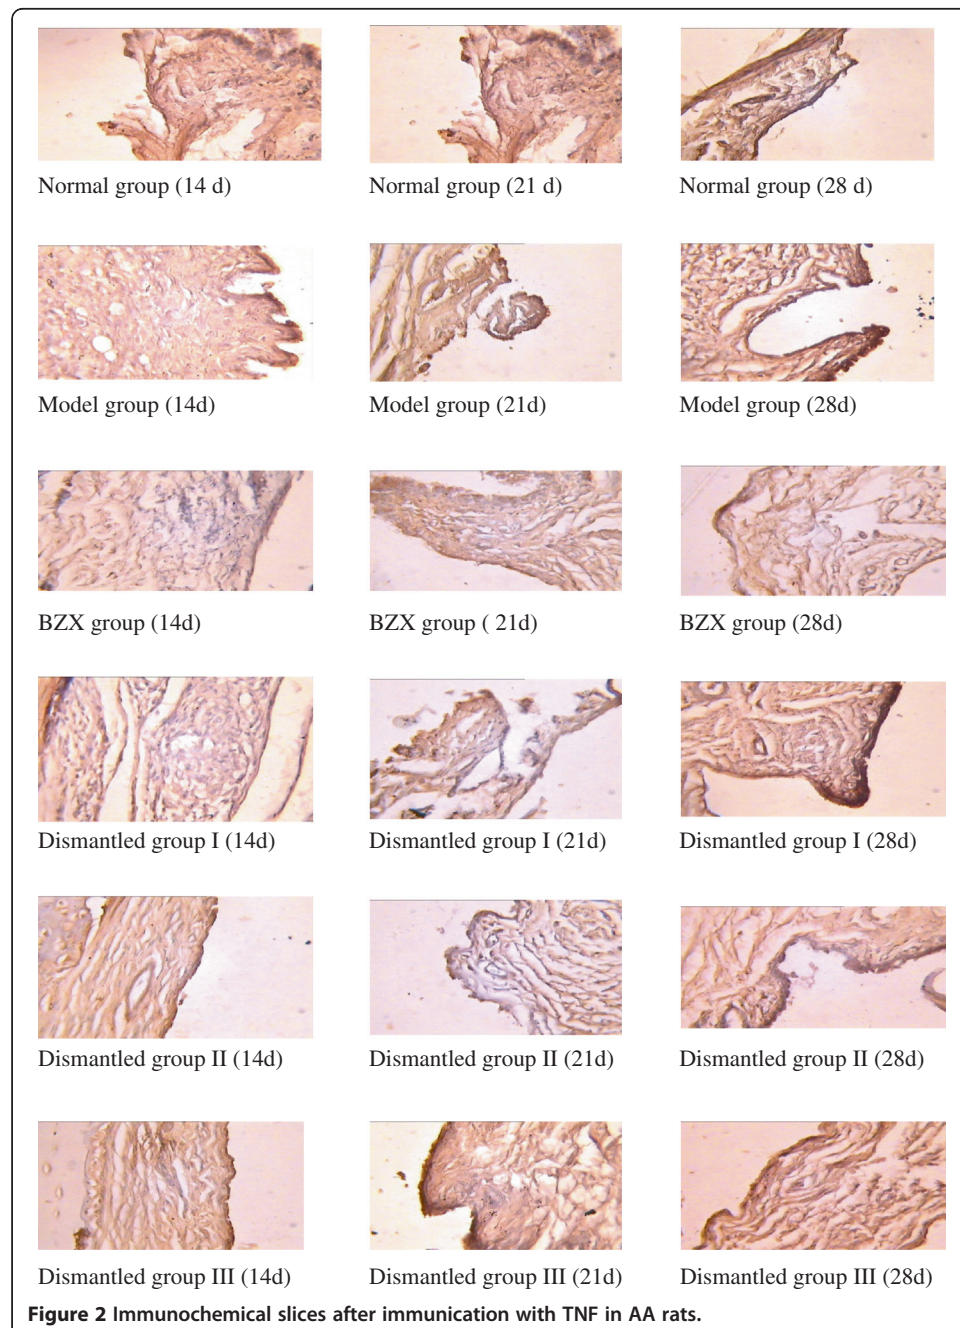 Normal group (14 d)
Normal group (21 d)
Normal group (28 d)
Model group (14d)
Model group (21d)
Model group (28d)
BZX group (14d)
BZX group ( 21d)
BZX group (28d)
Dismantled group I (14d)
Dismantled group I (21d)
Dismantled group I (28d)
Dismantled group II (14d)
Dismantled group II (21d)
Dismantled group II (28d)
Dismantled group III (14d)
Dismantled group III (21d)
Dismantled group III (28d)
Figure 2 Immunochemical slices after immunication with TNF in AA rats.